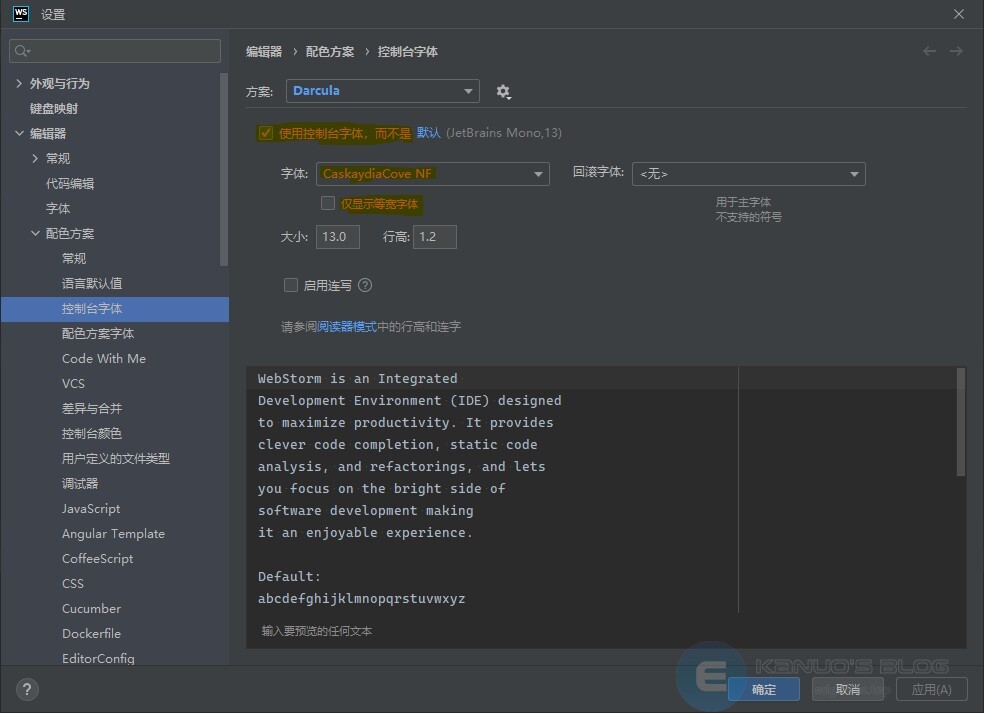 WS 设置
外观与行为
键盘映射
编辑器
常规
代码编辑
字体
配色方案
常规
语言默认值
控制台字体
配色方案字体
Code With Me
VCS
差异与合并
控制台颜色
用户定义的文件类型
调试器
JavaScript
Angular Template
CoffeeScript
CSS
Cucumber
Dockerfile
EditorConfig
?
编辑器 › 配色方案 › 控制台字体
方案: Darcula
使用控制台字体，而不是 默认 (JetBrains Mono,13)
字体: CaskaydiaCove NF 回滚字体: <无>
仅显示等宽字体 用于主字体
不支持的符号
大小: 13.0 行高: 1.2
启用连写 ?
请参阅阅读器模式中的行高和连字
WebStorm is an Integrated
Development Environment (IDE) designed
to maximize productivity. It provides
clever code completion, static code
analysis, and refactorings, and lets
you focus on the bright side of
software development making
it an enjoyable experience.
Default:
abcdefghijklmnopqrstuvwxyz
输入要预览的任何文本
KANUO'S BLOG
确定 取消 应用(A)